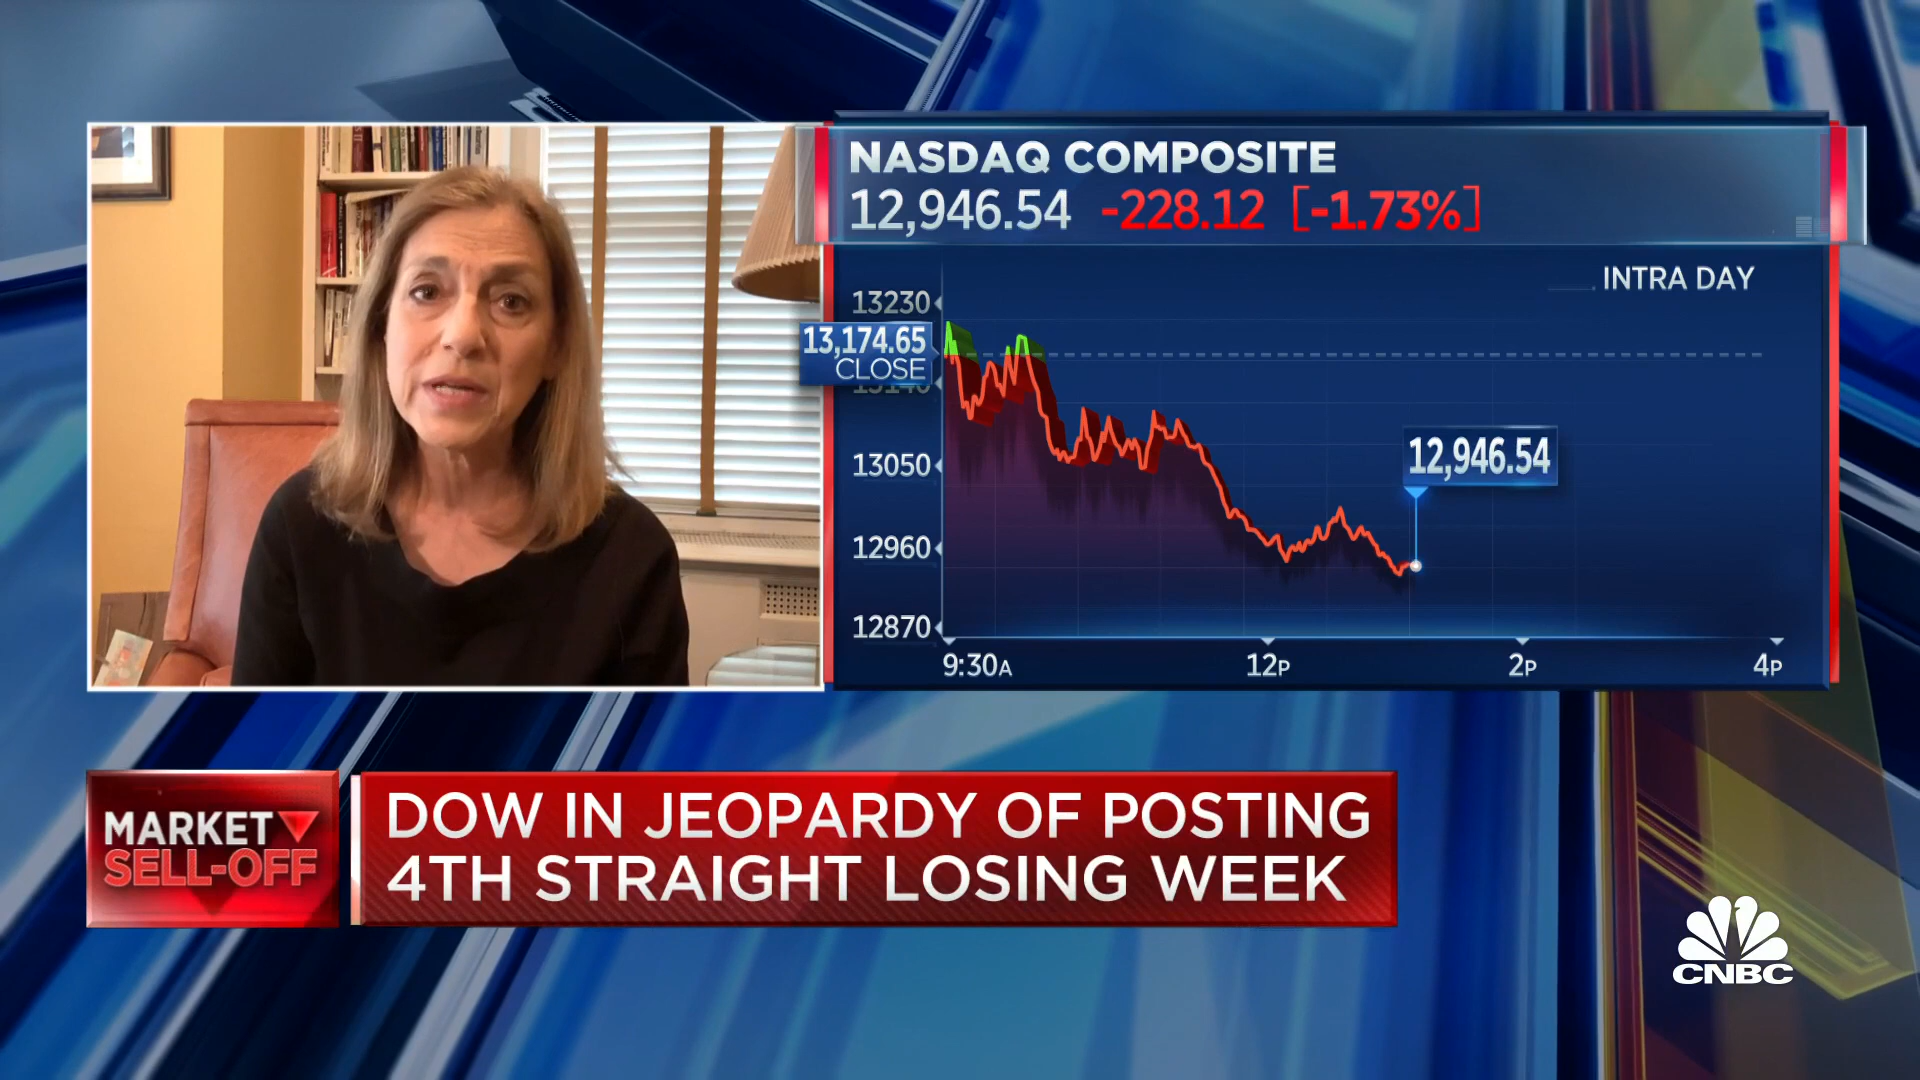 NASDAQ COMPOSITE
12,946.54 -228.12 [-1.73%]
INTRA DAY
13230
13,174.65
CLOSE
13140
12,946.54
13050
12960
12870
9:30A 12P 2P 4P
MARKET
SELL-OFF
DOW IN JEOPARDY OF POSTING
4TH STRAIGHT LOSING WEEK
CNBC